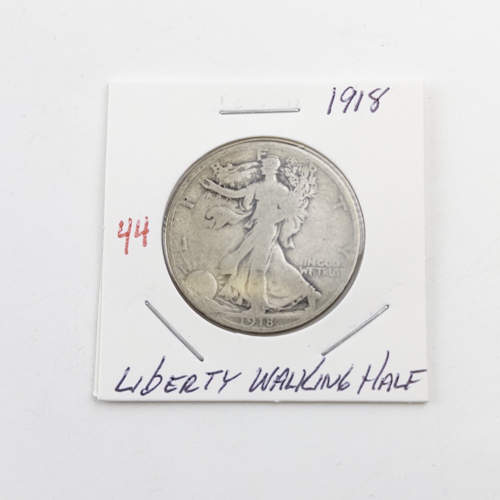 1918
LIBERTY
44
IN GOD
WE TRUST
1918
LIBERTY WALKING HALF